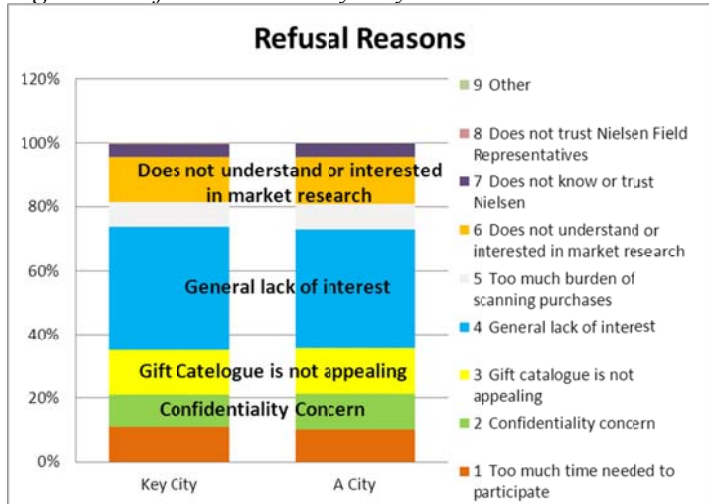 Refusal Reasons
120%
100%
80%
60%
40%
20%
0%
Key City
A City
Does not understand or interested
in market research
General lack of interest
Gift Catelogue is not appealing
Confidentiality Concern
9 Other
8 Does not trust Nielsen Field
Representatives
7 Does not know or trust
Nielsen
6 Does not understand or
interested in market research
5 Too much burden of
scanning purchases
4 General lack of interest
3 Gift catalogue is not
appealing
2 Confidentiality concern
1 Too much time needed to
participate